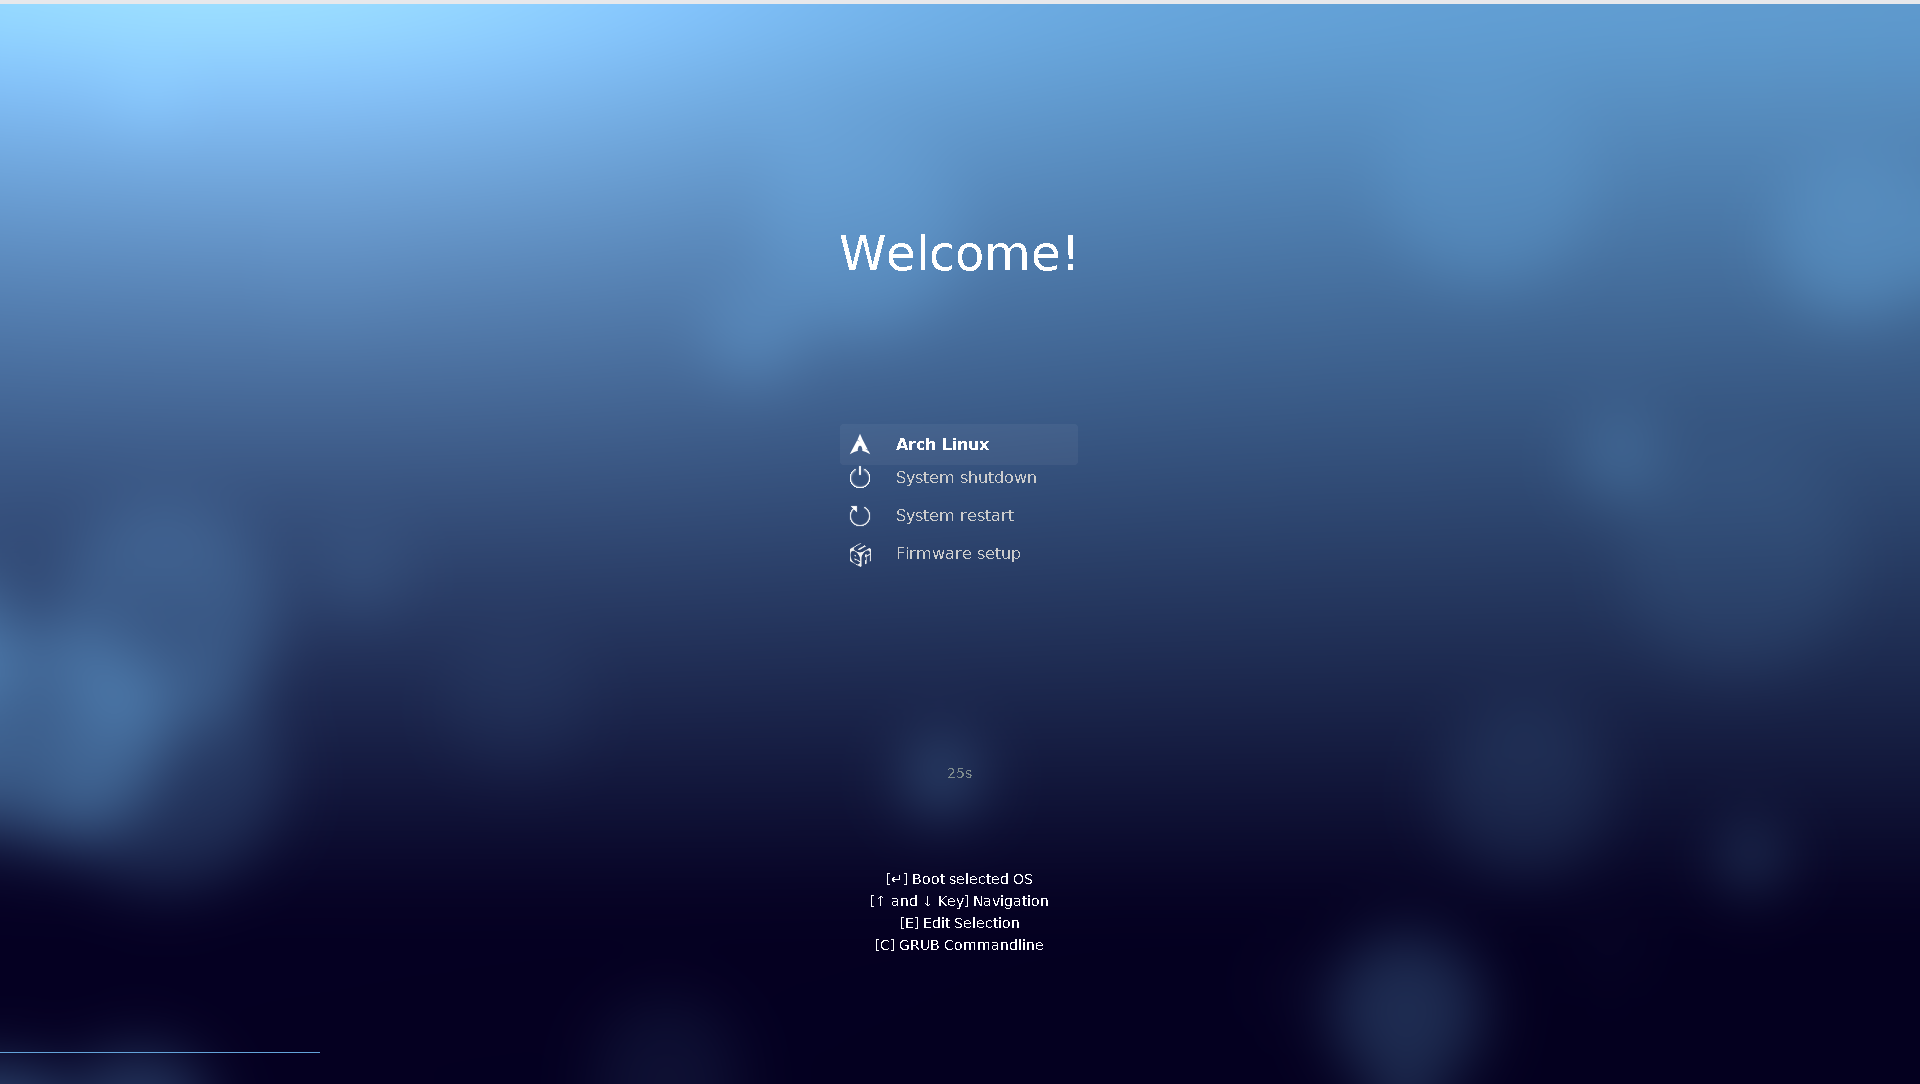 Welcome!
Arch Linux
System shutdown
System restart
Firmware setup
25s
[↵] Boot selected OS
[↑ and ↓ Key] Navigation
[E] Edit Selection
[C] GRUB Commandline